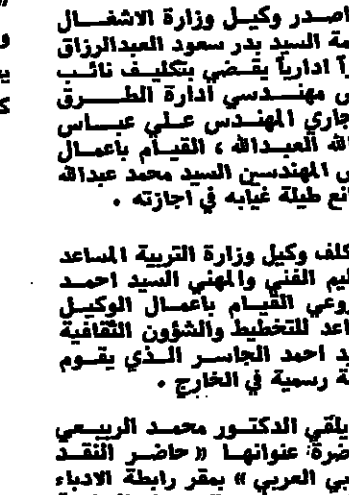 اصدر وكيل وزارة الاشغال
مة السيد بدر سعود العبدالرزاق
رآ اداريآ يقضي بتكليف نائب
س مهندسي ادارة الطرق
جاري المهندس علي عباس
الله العبدالله ، القيام باعمال
س المهندسين السيد محمد عبدالله
انع طيلة غيابه في اجازته .
كلف وكيل وزارة التربية المساعد
ليم الفني والمهني السيد احمد
روعي القيام باعمال الوكيل
اعد للتخطيط والشؤون الثقافية
يد احمد الجاسر الذي يقوم
ة رسمية في الخارج .
يلقي الدكتور محمد الربيعي
ضرة عنوانها « حاضر النقد
بي العربي » بمقر رابطة الادباء